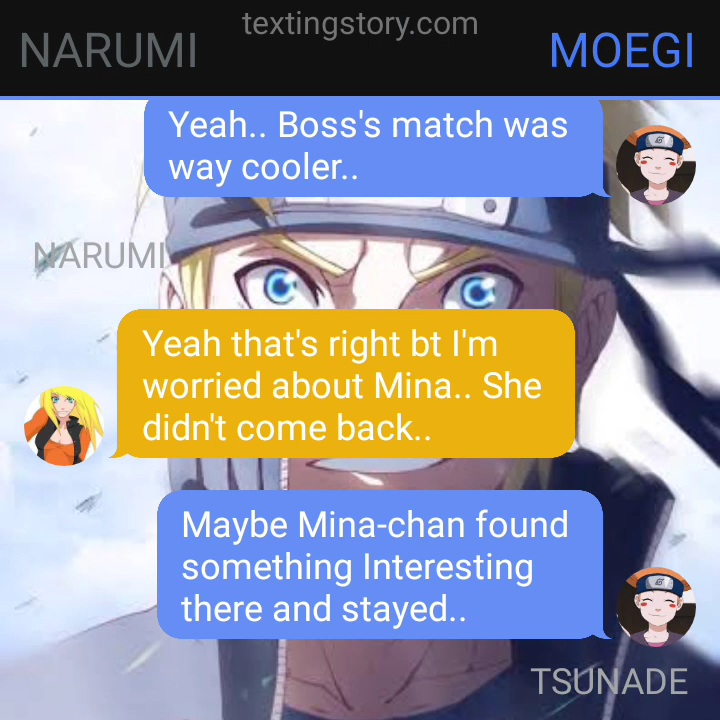 textingstory.com
NARUMI
MOEGI
Yeah.. Boss's match was
way cooler..
NARUMI
Yeah that's right bt I'm
worried about Mina.. She
didn't come back..
Maybe Mina-chan found
something Interesting
there and stayed..
TSUNADE